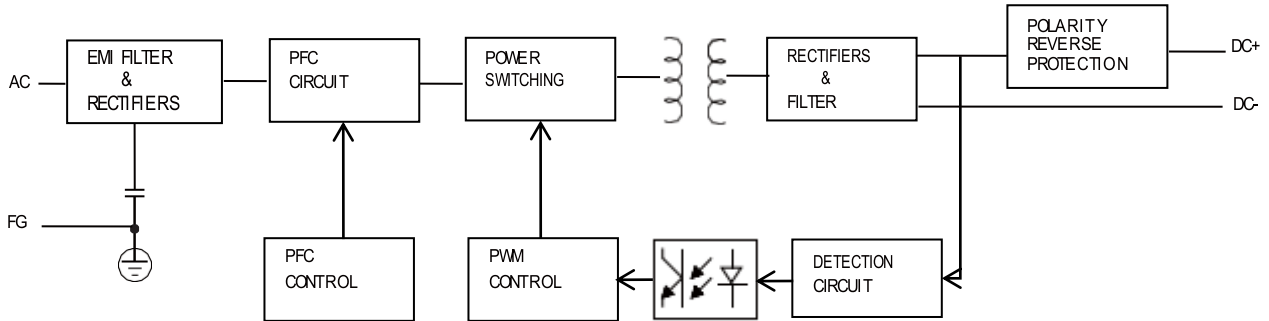 AC
EMI FILTER
&
RECTIFIERS
PFC
CIRCUIT
POWER
SWITCHING
RECTIFIERS
&
FILTER
POLARITY
REVERSE
PROTECTION
DC+
DC-
FG
PFC
CONTROL
PWM
CONTROL
DETECTION
CIRCUIT